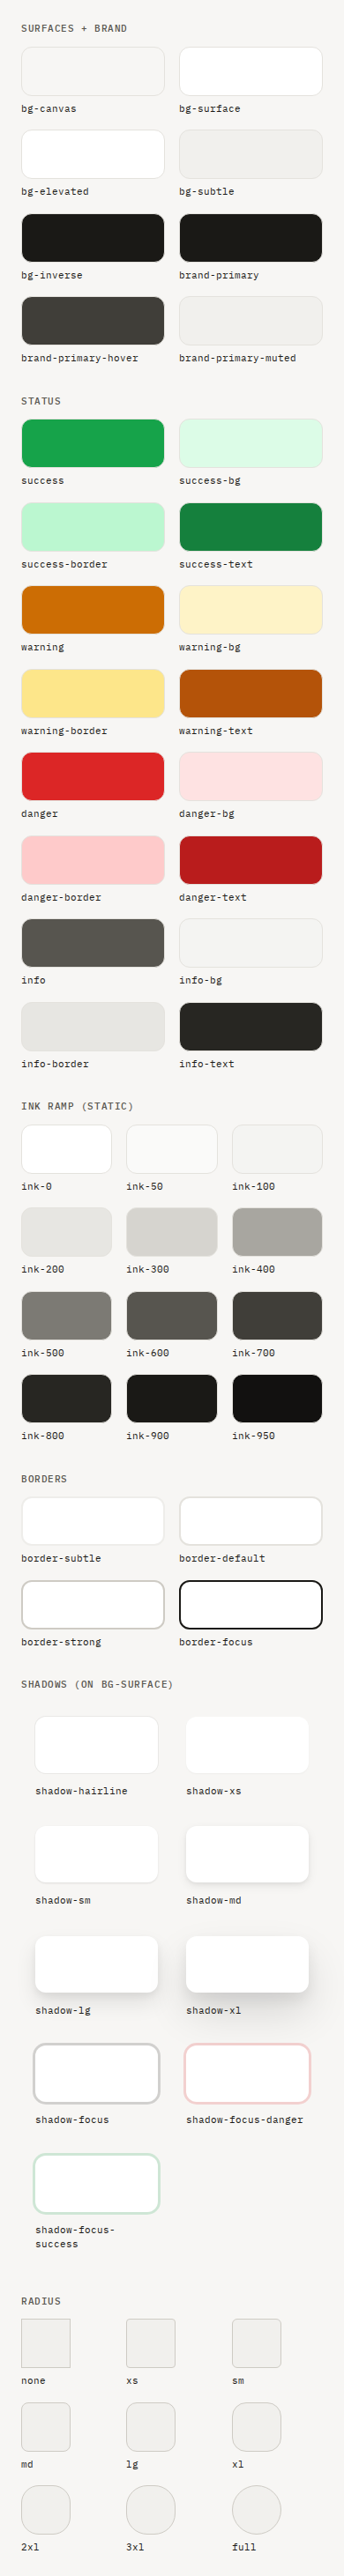 SURFACES + BRAND
bg-canvas bg-surface
bg-elevated bg-subtle
bg-inverse brand-primary
brand-primary-hover brand-primary-muted
STATUS
success success-bg
success-border success-text
warning warning-bg
warning-border warning-text
danger danger-bg
danger-border danger-text
info info-bg
info-border info-text
INK RAMP (STATIC)
ink-0 ink-50 ink-100
ink-200 ink-300 ink-400
ink-500 ink-600 ink-700
ink-800 ink-900 ink-950
BORDERS
border-subtle border-default
border-strong border-focus
SHADOWS (ON BG-SURFACE)
shadow-hairline shadow-xs
shadow-sm shadow-md
shadow-lg shadow-xl
shadow-focus shadow-focus-danger
shadow-focus-
success
RADIUS
none xs sm
md lg xl
2xl 3xl full